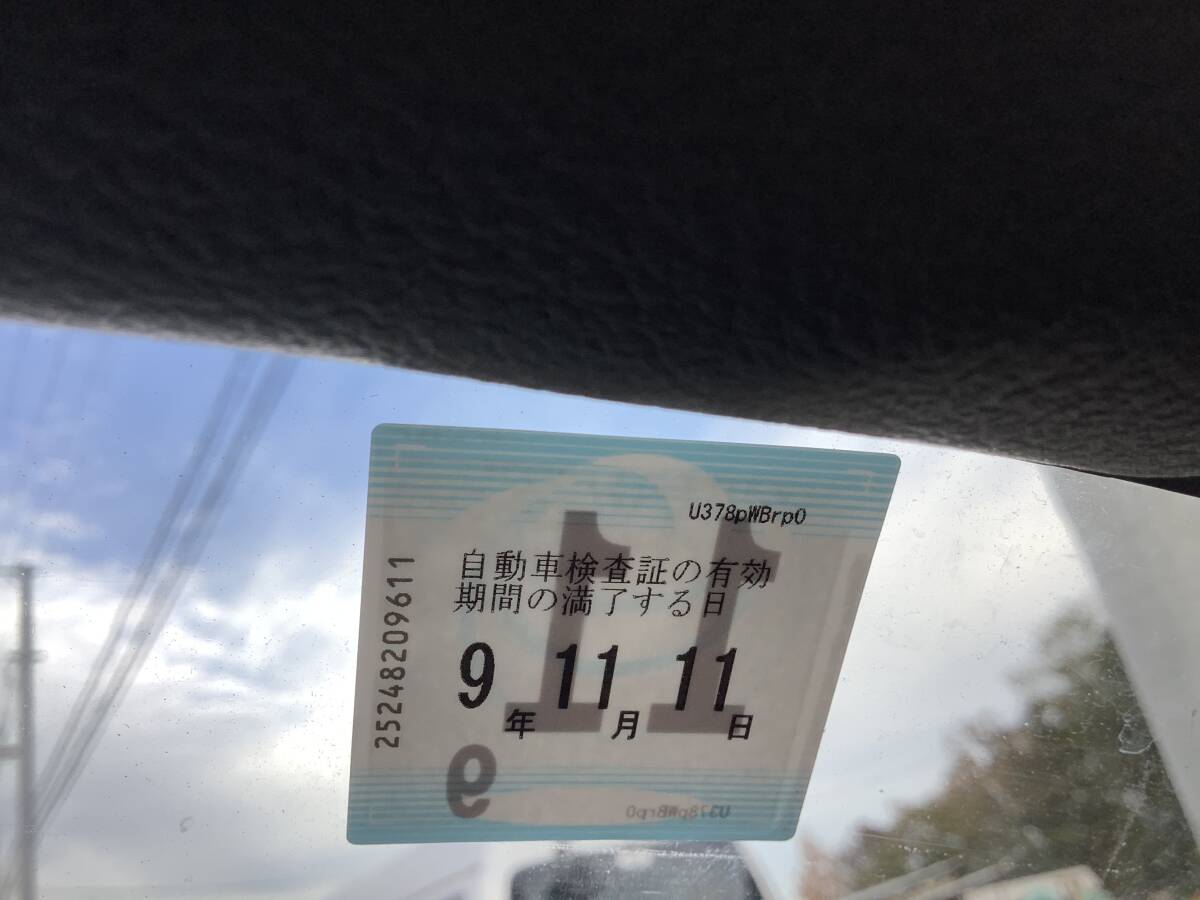 U378pWBrp0
自動車検査証の有効
期間の満了する日
9年 11月 11日
25248209611
11
9
U378pWBrp0